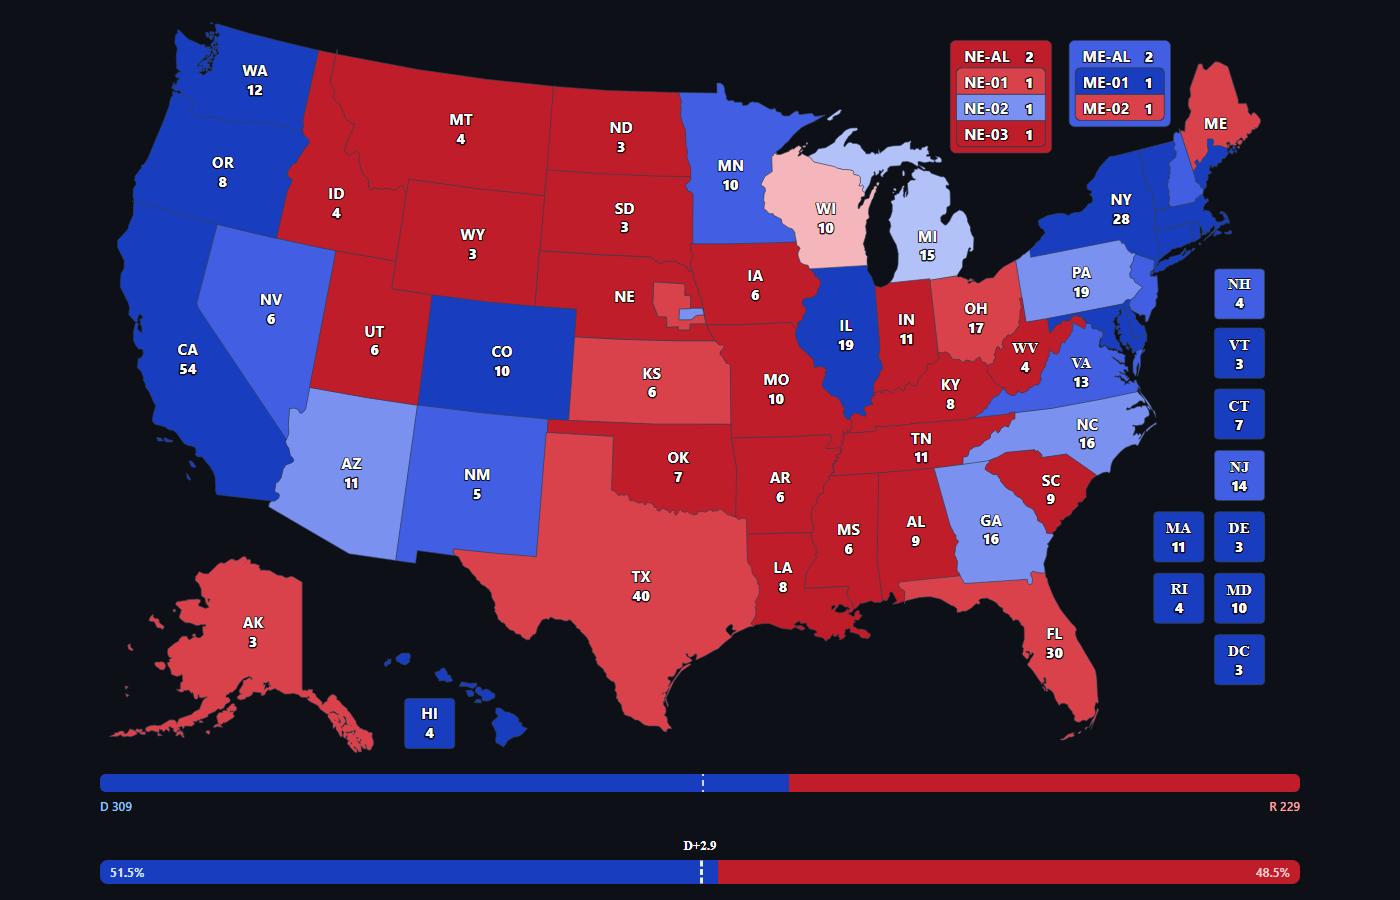 WA
12
OR
8
CA
54
NV
6
ID
4
MT
4
WY
3
UT
6
CO
10
AZ
11
NM
5
ND
3
SD
3
NE
KS
6
OK
7
TX
40
MN
10
IA
6
MO
10
AR
6
LA
8
WI
10
IL
19
MI
15
IN
11
OH
17
KY
8
TN
11
MS
6
AL
9
GA
16
FL
30
SC
9
NC
16
VA
13
WV
4
PA
19
NY
28
ME
NE-AL 2
NE-01 1
NE-02 1
NE-03 1
ME-AL 2
ME-01 1
ME-02 1
NH
4
VT
3
CT
7
NJ
14
MA
11
DE
3
RI
4
MD
10
DC
3
AK
3
HI
4
D 309
R 229
D+2.9
51.5%
48.5%